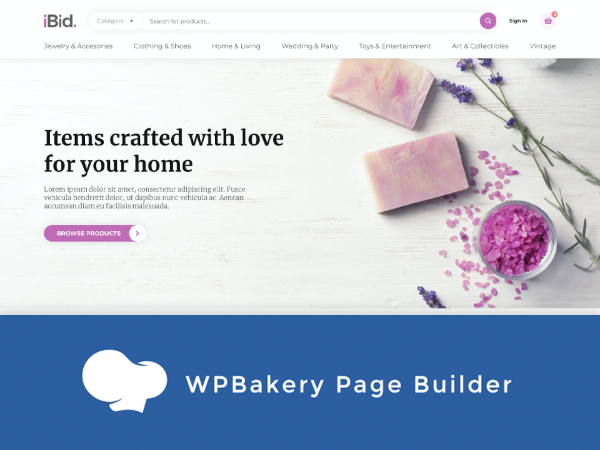 iBid.
Category
Search for products...
Sign In
Jewelry & Accesories
Clothing & Shoes
Home & Living
Wedding & Party
Toys & Entertainment
Art & Collectibles
Vintage
Items crafted with love
for your home
Lorem ipsum dolor sit amet, consectetur adipiscing elit. Fusce
vehicula hendrerit dolor, in dapibus nunc vehicula ac. Aenean
accumsan diam eu facilisis malesuada.
BROWSE PRODUCTS
WPBakery Page Builder